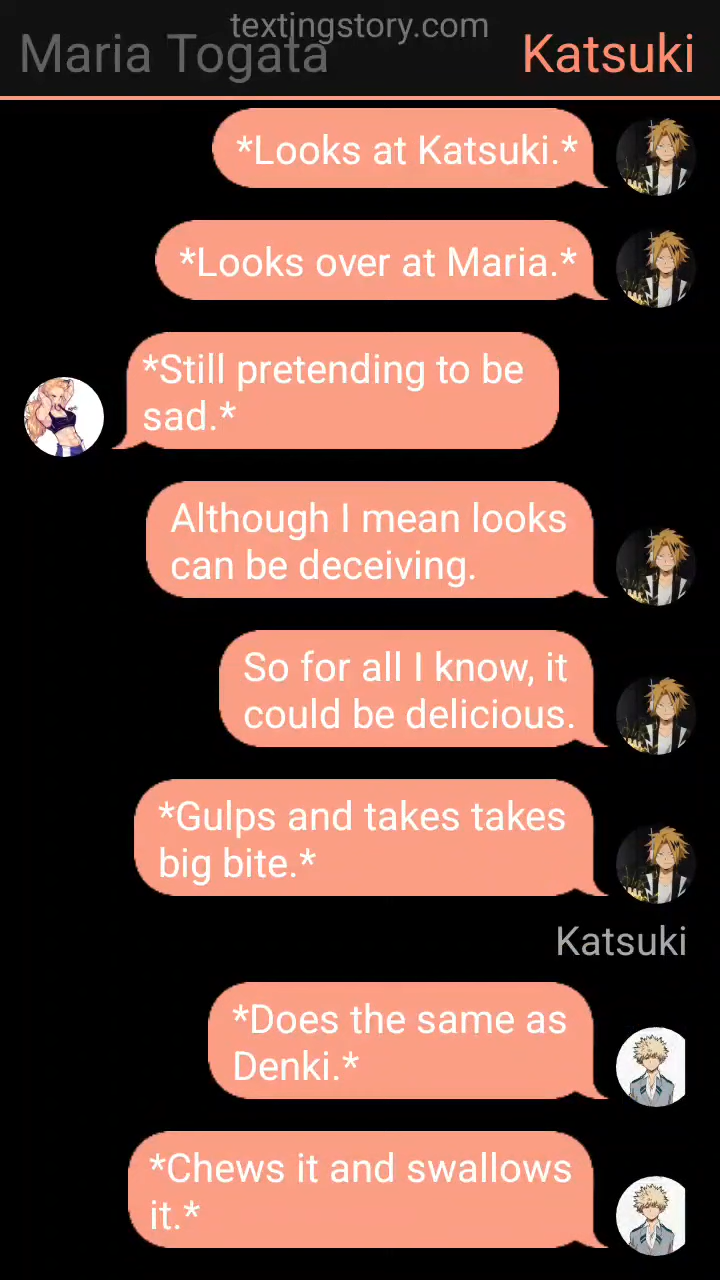 textingstory.com
Maria Togata
Katsuki
*Looks at Katsuki.*
*Looks over at Maria.*
*Still pretending to be
sad.*
Although I mean looks
can be deceiving.
So for all I know, it
could be delicious.
*Gulps and takes takes
big bite.*
Katsuki
*Does the same as
Denki.*
*Chews it and swallows
it.*